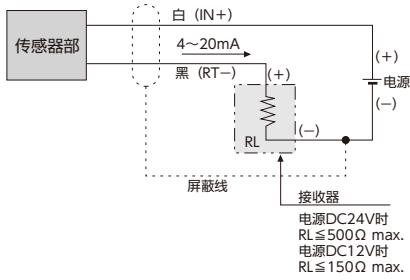 白（IN+）
传感器部
4～20mA
(+)
黑（RT−）
(+)
电源
(−)
(−)
RL
屏蔽线
接收器
电源DC24V时
RL≦500Ω max.
电源DC12V时
RL≦150Ω max.